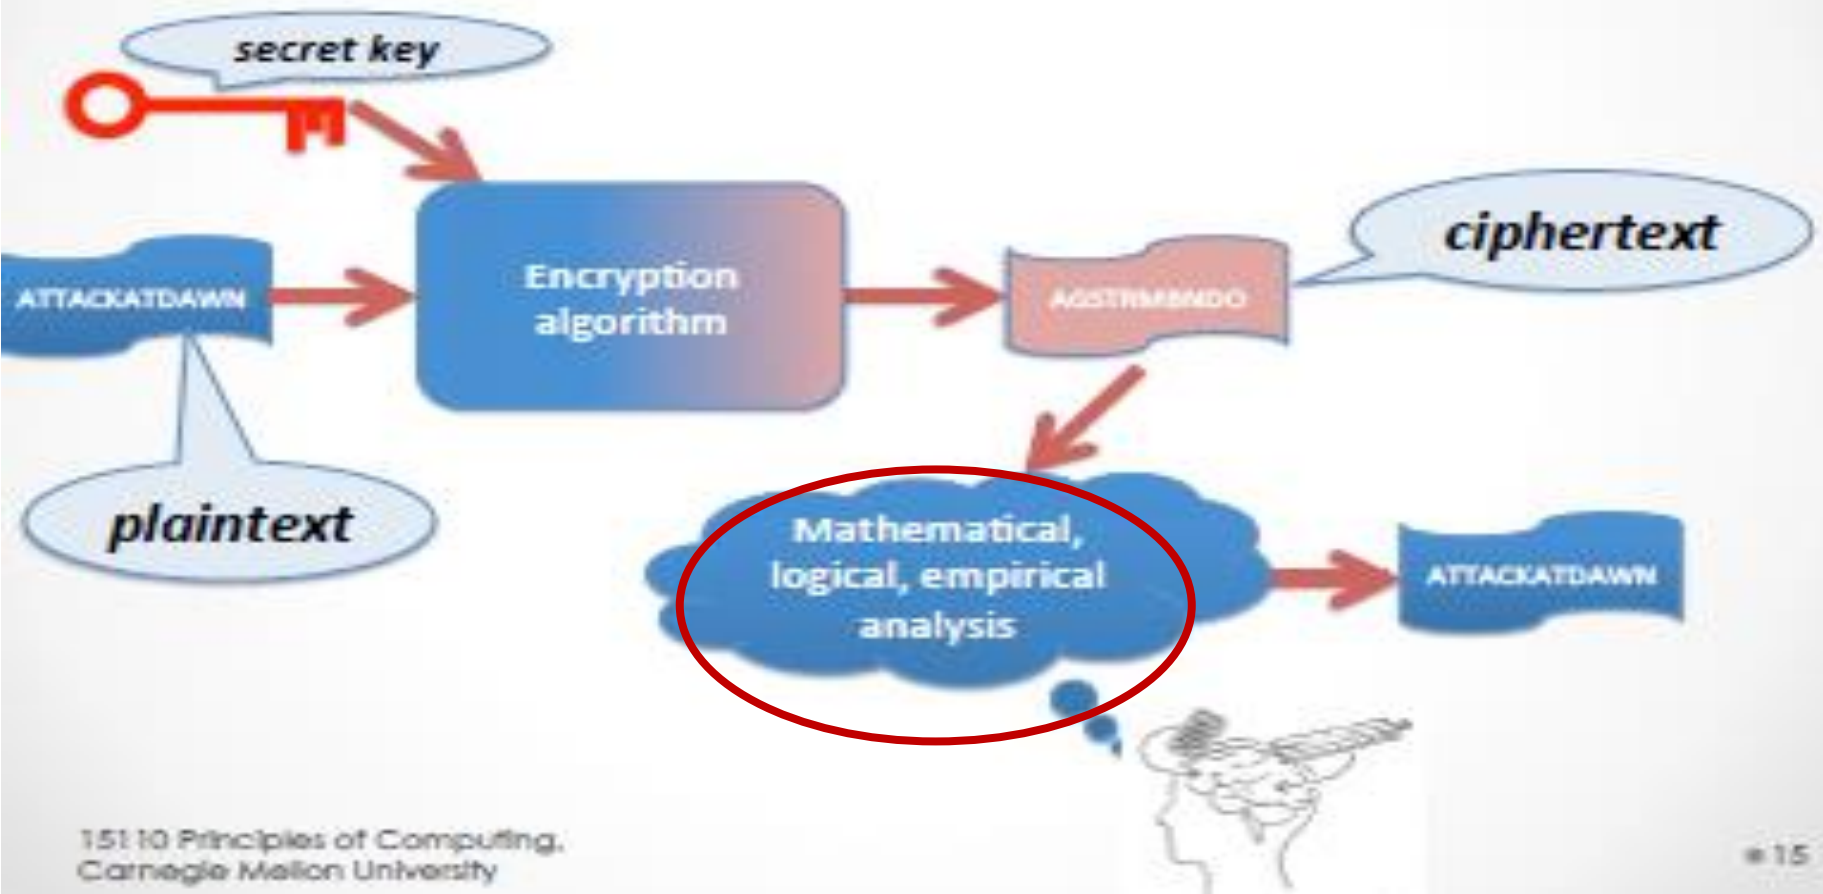 secret key
ATTACKATDAWN
Encryption
algorithm
AGSTRMBNDO
ciphertext
plaintext
Mathematical,
logical, empirical
analysis
ATTACKATDAWN
15110 Principles of Computing,
Carnegie Mellon University
15